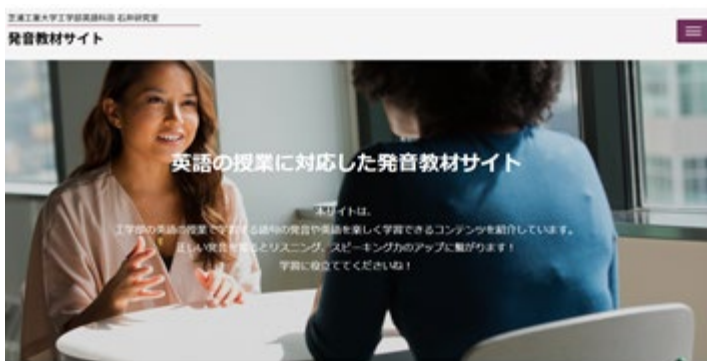 芝浦工業大学工学部英語科目 石井研究室
発音教材サイト
英語の授業に対応した発音教材サイト
本サイトは、
工学部の英語の授業で学習する語句の発音や英語を楽しく学習できるコンテンツを紹介しています。
正しい発音を知るとリスニング、スピーキング力のアップに繋がります！
学習に役立ててくださいね！